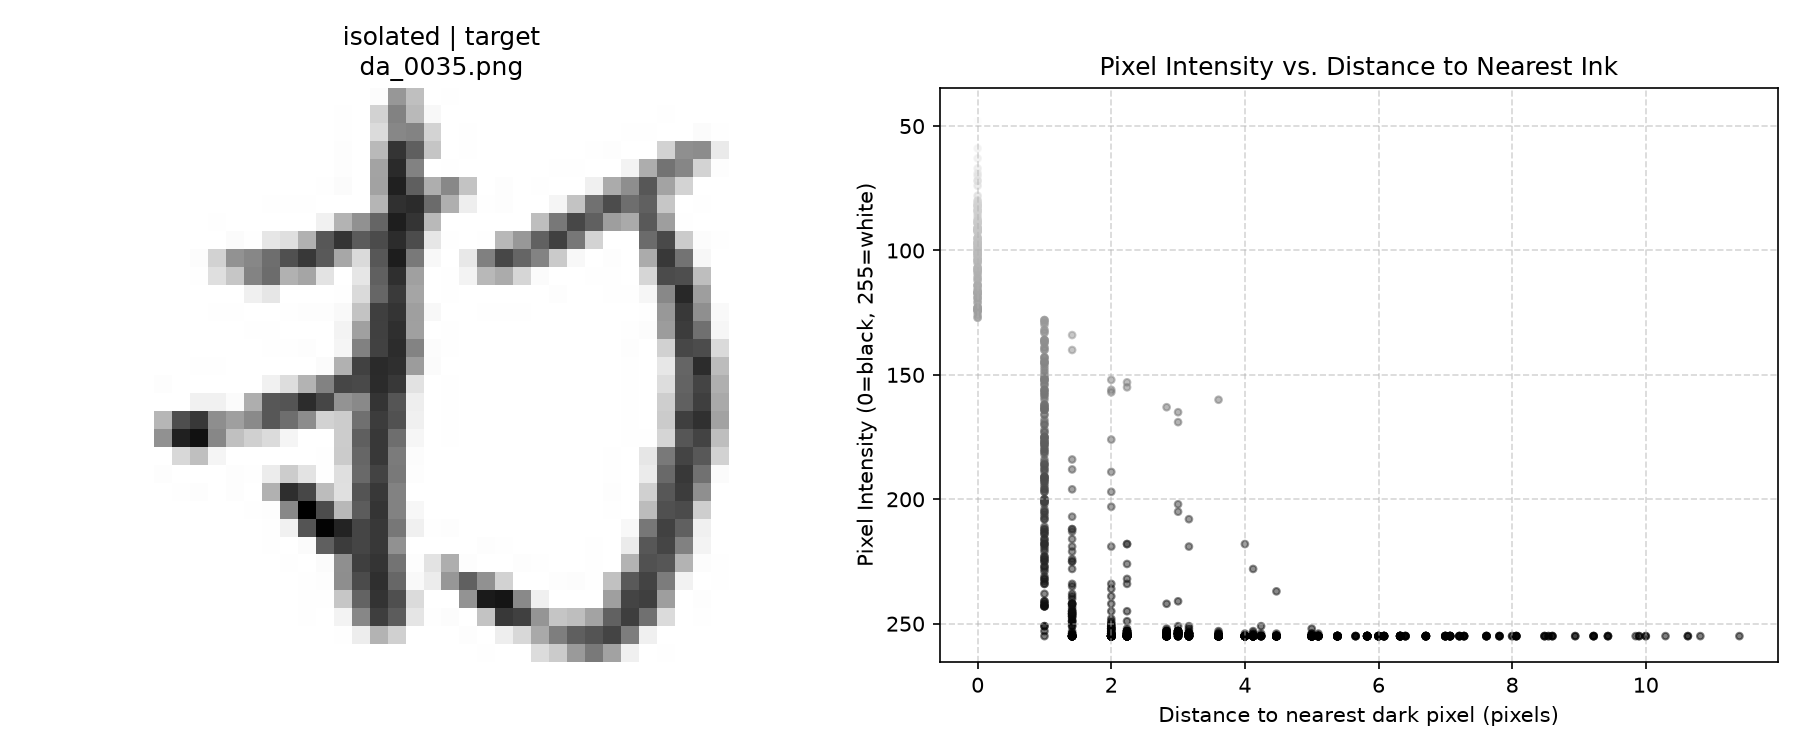 isolated | target
da_0035.png
Pixel Intensity vs. Distance to Nearest Ink
Pixel Intensity (0=black, 255=white)
50
100
150
200
250
0 2 4 6 8 10
Distance to nearest dark pixel (pixels)